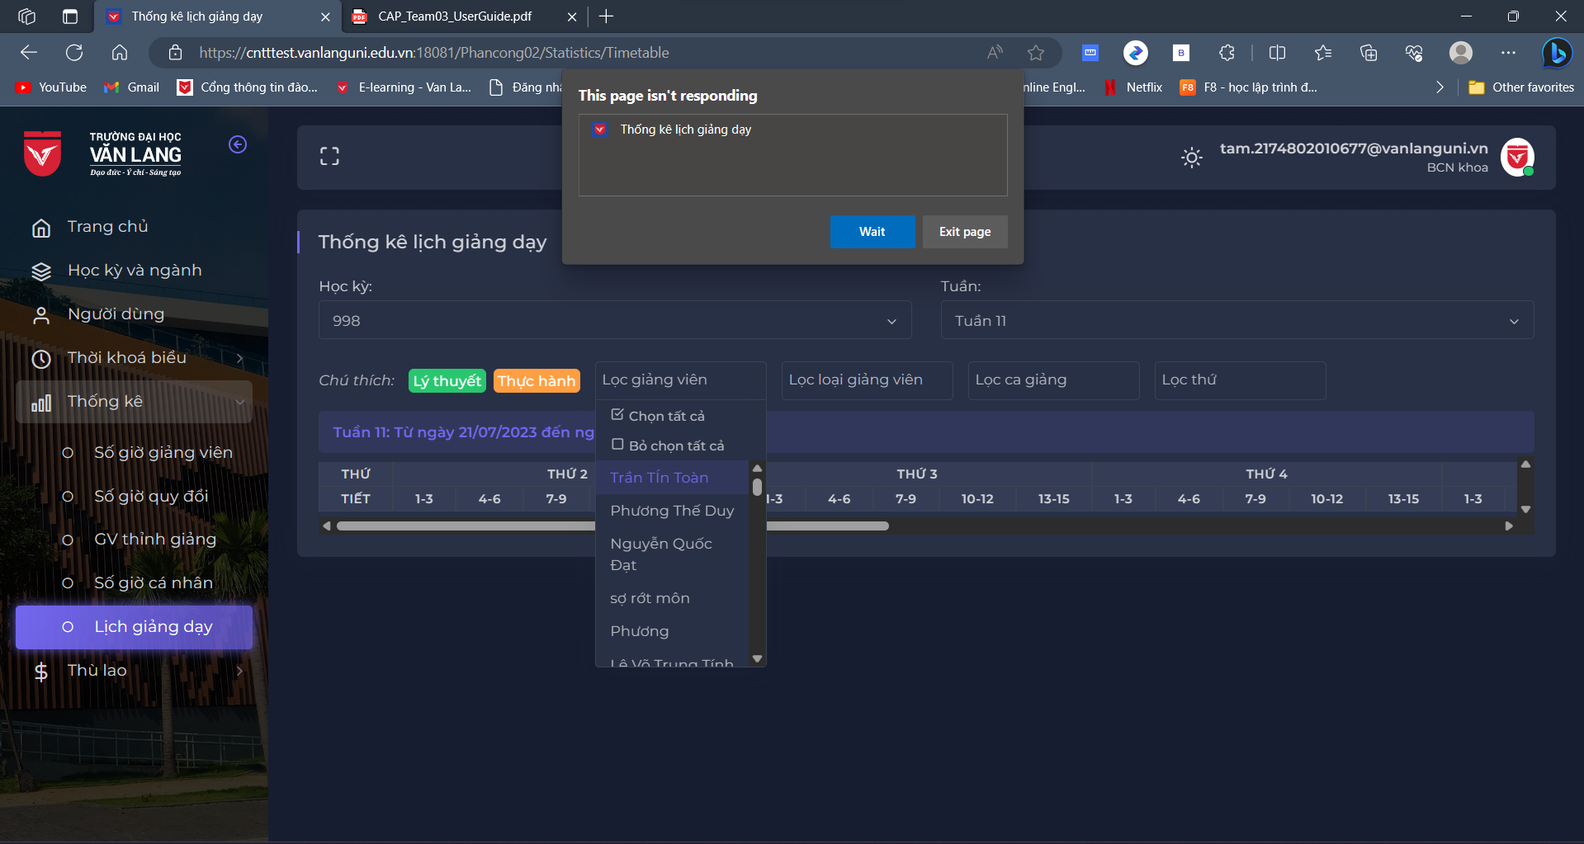 Thống kê lịch giảng dạy
CAP_Team03_UserGuide.pdf
https://cntttest.vanlanguni.edu.vn:18081/Phancong02/Statistics/Timetable
YouTube
Gmail
Cổng thông tin đào...
E-learning - Van La...
Đăng nh
nline Engl...
Netflix
F8 - học lập trình đ...
Other favorites
This page isn't responding
Thống kê lịch giảng dạy
Wait
Exit page
TRƯỜNG ĐẠI HỌC
VĂN LANG
Đạo đức - Ý chí - Sáng tạo
Trang chủ
Học kỳ và ngành
Người dùng
Thời khoá biểu
Thống kê
Số giờ giảng viên
Số giờ quy đổi
GV thỉnh giảng
Số giờ cá nhân
Lịch giảng dạy
Thù lao
tam.2174802010677@vanlanguni.vn
BCN khoa
Thống kê lịch giảng dạy
Học kỳ:
998
Tuần:
Tuần 11
Chú thích: Lý thuyết Thực hành
Lọc giảng viên
Lọc loại giảng viên
Lọc ca giảng
Lọc thứ
Chọn tất cả
Bỏ chọn tất cả
Trần TÍn Toàn
Phương Thế Duy
Nguyễn Quốc
Đạt
sợ rớt môn
Phương
Lê Võ Trung Tính
Tuần 11: Từ ngày 21/07/2023 đến ng
THỨ THỨ 2 THỨ 3 THỨ 4
TIẾT 1-3 4-6 7-9 1-3 4-6 7-9 10-12 13-15 1-3 4-6 7-9 10-12 13-15 1-3